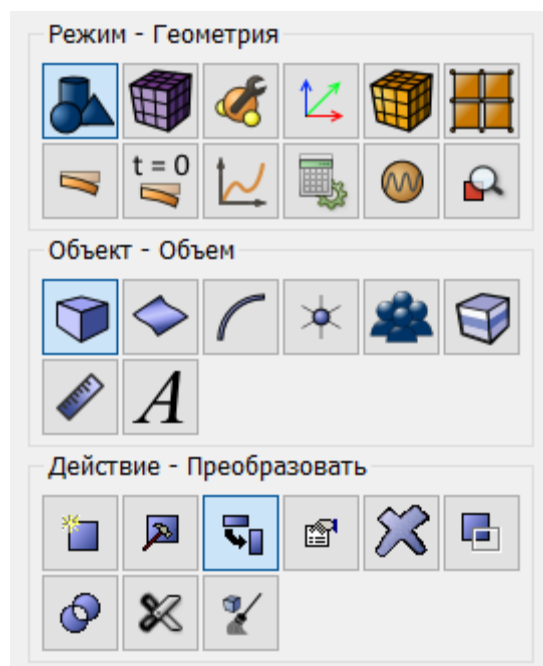 Режим - Геометрия
t = 0
Объект - Объем
A
Действие - Преобразовать